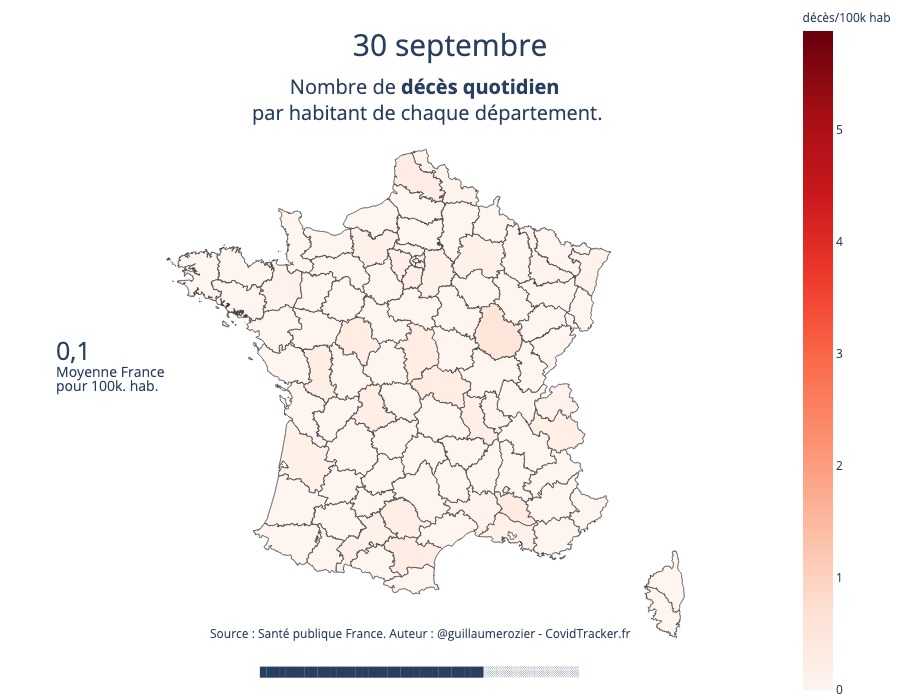 décès/100k hab
30 septembre
Nombre de décès quotidien
par habitant de chaque département.
5
4
3
2
1
0
0,1
Moyenne France
pour 100k. hab.
Source : Santé publique France. Auteur : @guillaumerozier - CovidTracker.fr